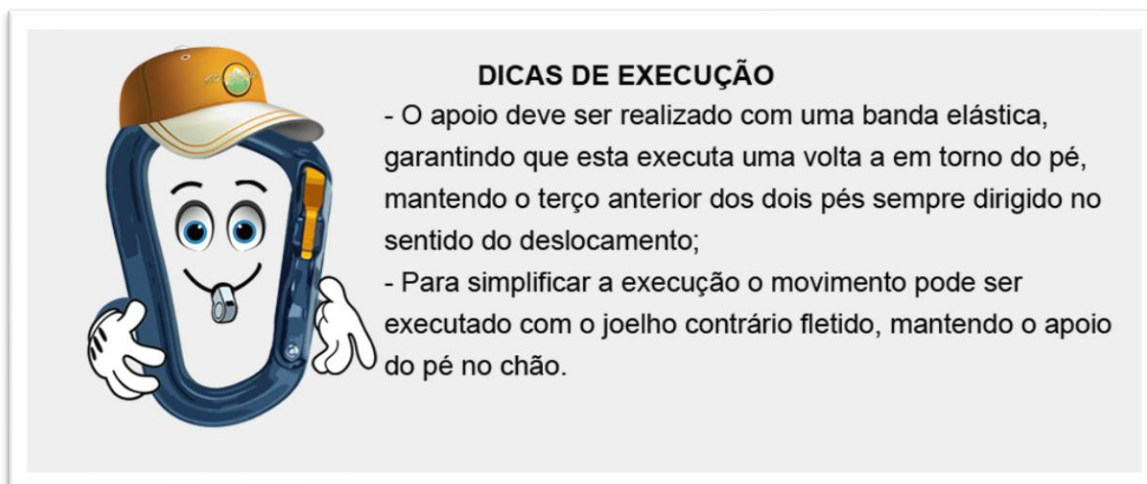 DICAS DE EXECUÇÃO
- O apoio deve ser realizado com uma banda elástica,
garantindo que esta executa uma volta a em torno do pé,
mantendo o terço anterior dos dois pés sempre dirigido no
sentido do deslocamento;
- Para simplificar a execução o movimento pode ser
executado com o joelho contrário fletido, mantendo o apoio
do pé no chão.